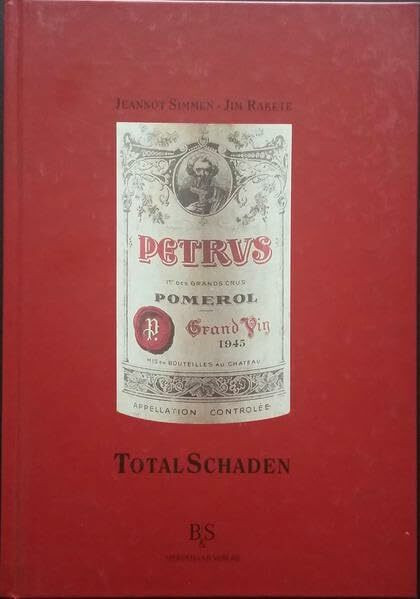 JEANNOT SIMMEN · JIM RAKETE
PETRVS
1er DES GRANDS CRUS
POMEROL
P
Grand Vin
1945
MIS EN BOUTEILLES AU CHATEAU
APPELLATION CONTROLÉE
TOTALSCHADEN
B&S